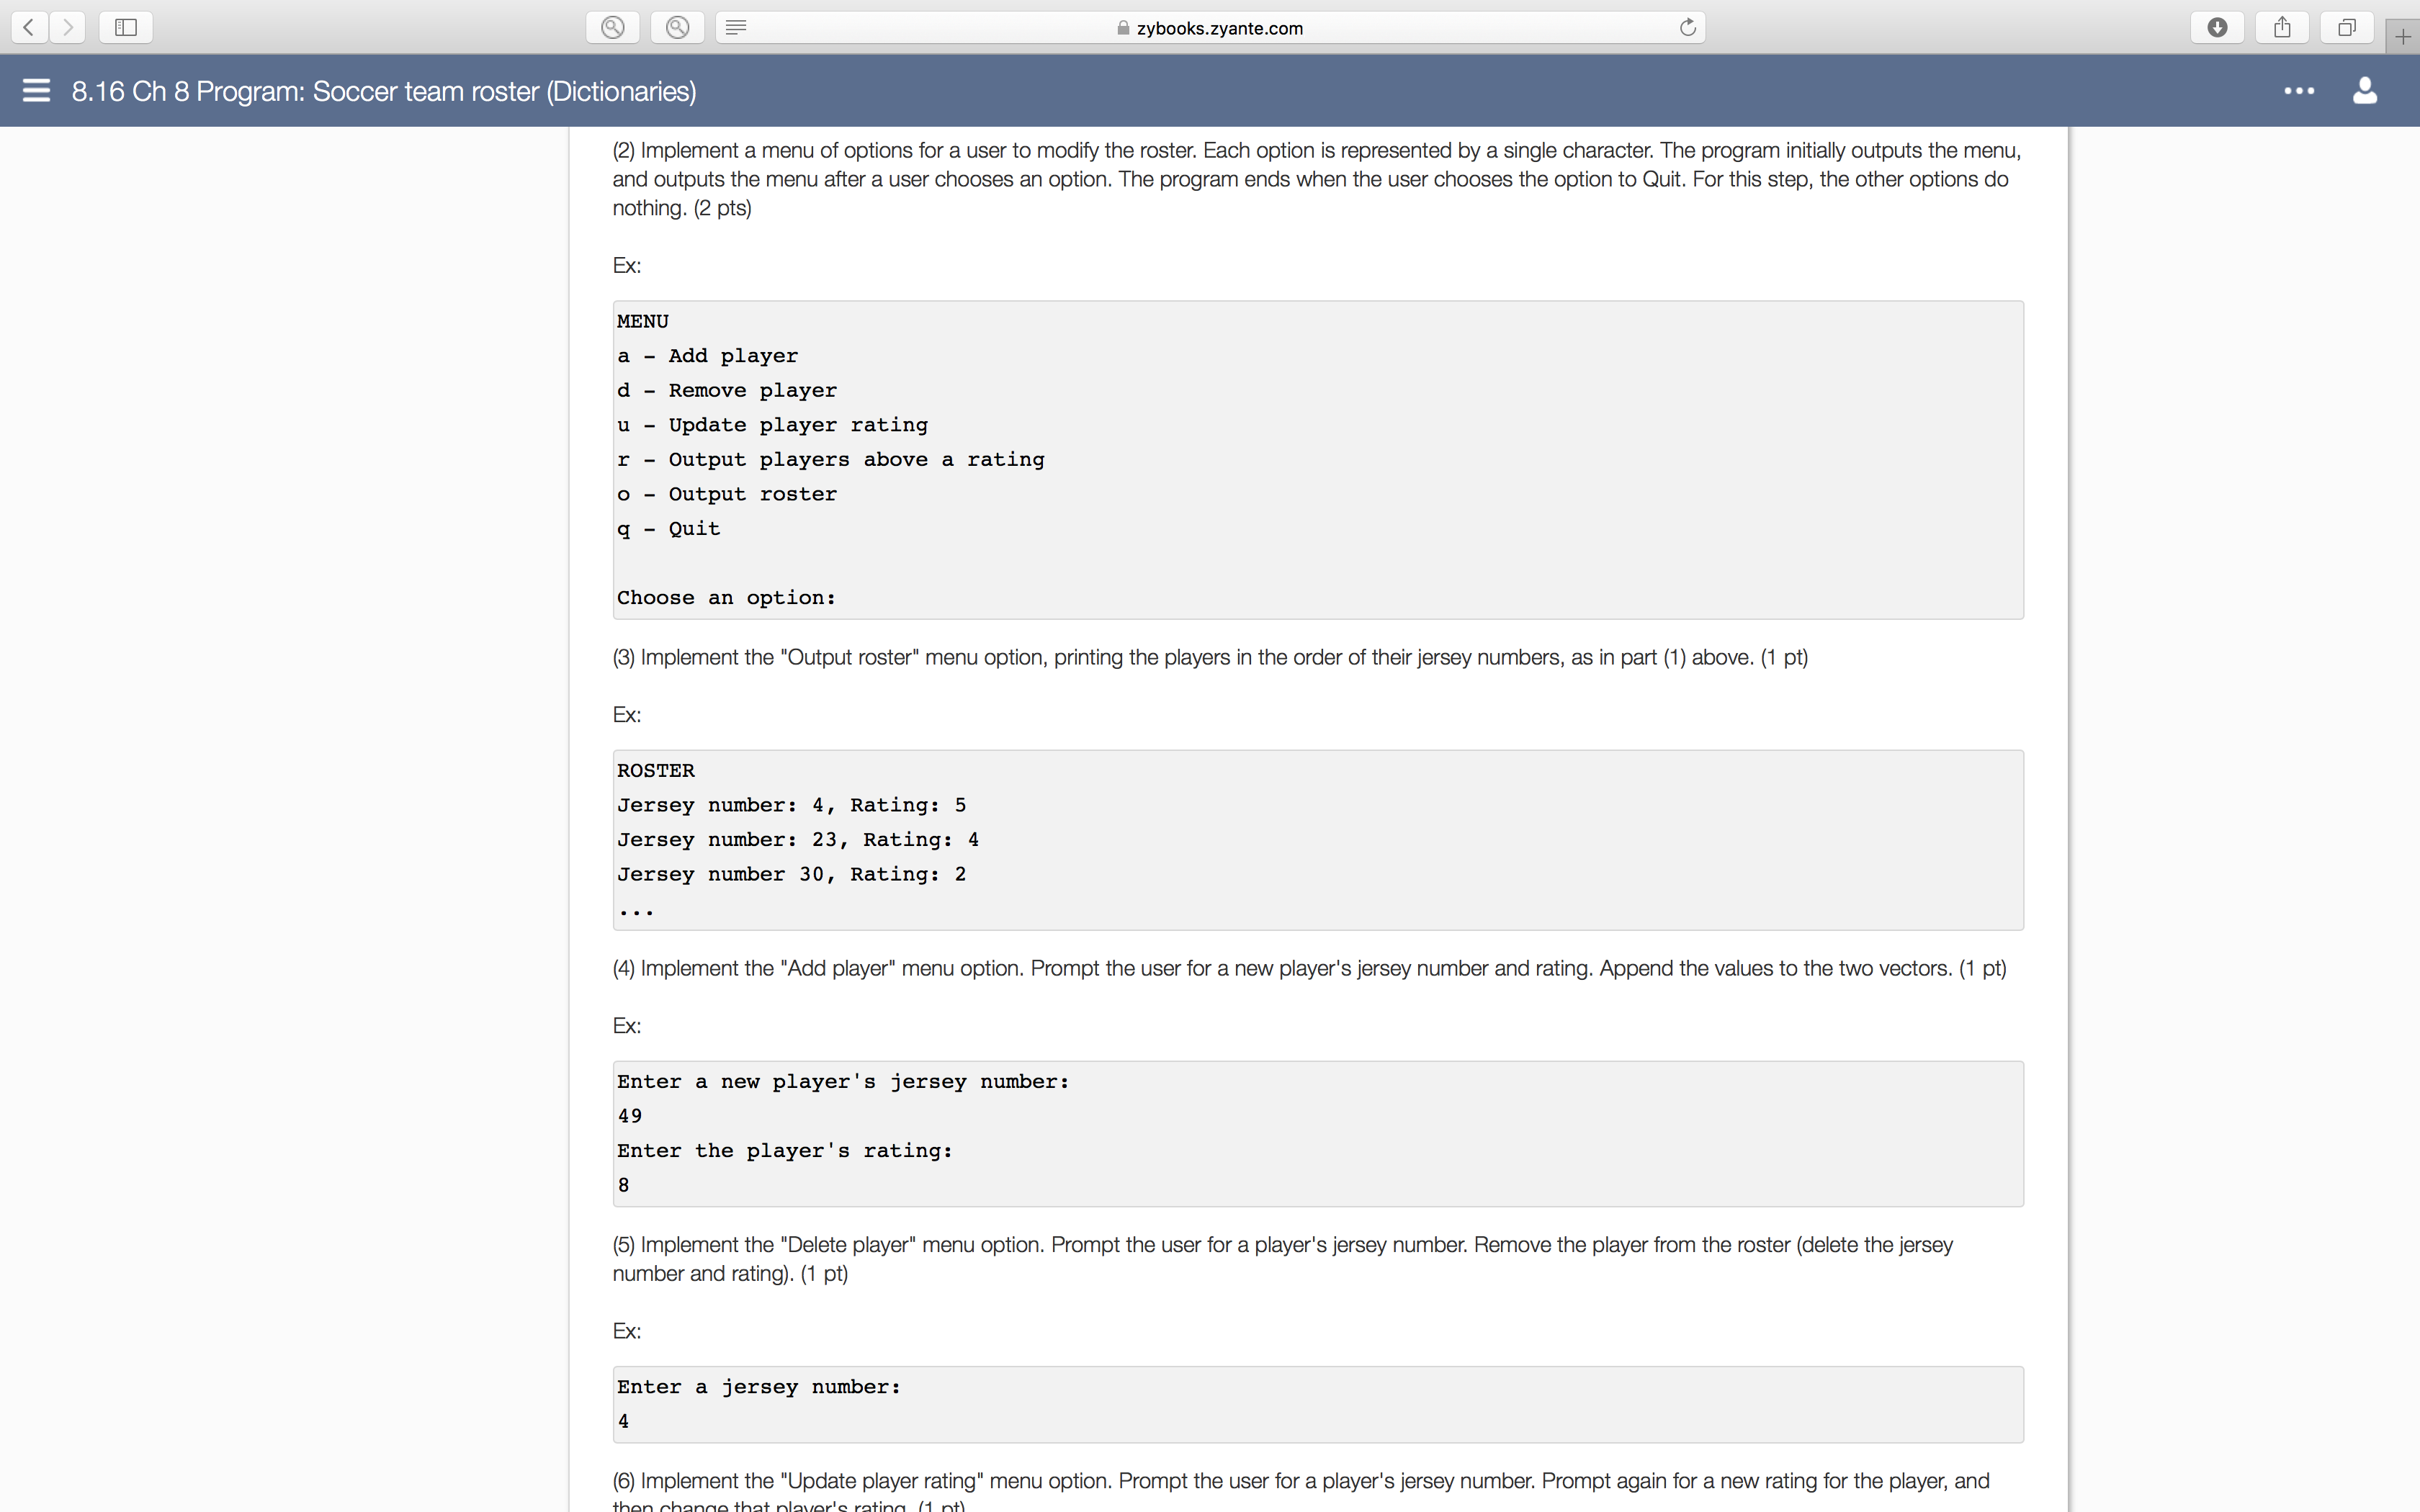 zybooks.zyante.com
8.16 Ch 8 Program: Soccer team roster (Dictionaries)
(2) Implement a menu of options for a user to modify the roster. Each option is represented by a single character. The program initially outputs the menu,
and outputs the menu after a user chooses an option. The program ends when the user chooses the option to Quit. For this step, the other options do
nothing. (2 pts)
Ex:
MENU
a - Add player
d - Remove player
u - Update player rating
r - Output players above a rating
o - Output roster
q - Quit
Choose an option:
(3) Implement the "Output roster" menu option, printing the players in the order of their jersey numbers, as in part (1) above. (1 pt)
Ex:
ROSTER
Jersey number: 4, Rating: 5
Jersey number: 23, Rating: 4
Jersey number 30, Rating: 2
...
(4) Implement the "Add player" menu option. Prompt the user for a new player's jersey number and rating. Append the values to the two vectors. (1 pt)
Ex:
Enter a new player's jersey number:
49
Enter the player's rating:
8
(5) Implement the "Delete player" menu option. Prompt the user for a player's jersey number. Remove the player from the roster (delete the jersey
number and rating). (1 pt)
Ex:
Enter a jersey number:
4
(6) Implement the "Update player rating" menu option. Prompt the user for a player's jersey number. Prompt again for a new rating for the player, and
then change that player's rating. (1 pt)